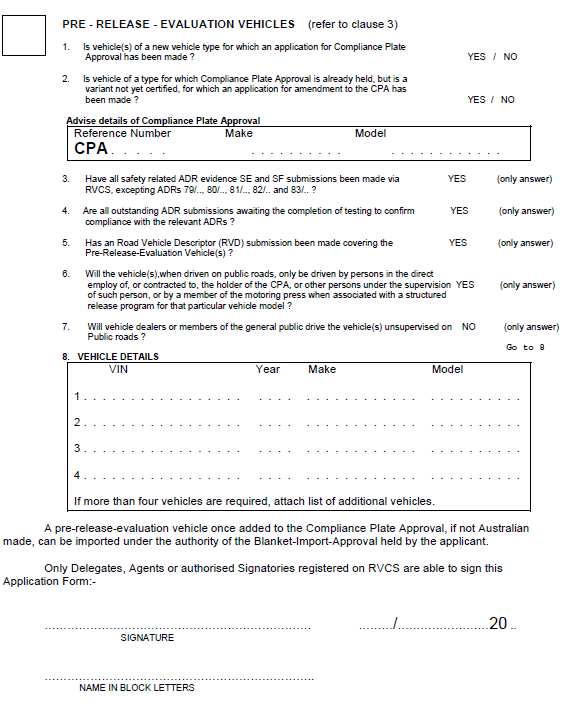 PRE - RELEASE - EVALUATION VEHICLES (refer to clause 3)
1. Is vehicle(s) of a new vehicle type for which an application for Compliance Plate
Approval has been made ? YES / NO
2. Is vehicle of a type for which Compliance Plate Approval is already held, but is a
variant not yet certified, for which an application for amendment to the CPA has
been made ? YES / NO
Advise details of Compliance Plate Approval
Reference Number Make Model
CPA . . . . . . . . . . . . . . . . . . . . . . . . . . .
3. Have all safety related ADR evidence SE and SF submissions been made via YES (only answer)
RVCS, excepting ADRs 79/.., 80/.., 81/.., 82/.. and 83/.. ?
4. Are all outstanding ADR submissions awaiting the completion of testing to confirm YES (only answer)
compliance with the relevant ADRs ?
5. Has an Road Vehicle Descriptor (RVD) submission been made covering the YES (only answer)
Pre-Release-Evaluation Vehicle(s) ?
6. Will the vehicle(s),when driven on public roads, only be driven by persons in the direct
employ of, or contracted to, the holder of the CPA, or other persons under the supervision YES (only answer)
of such person, or by a member of the motoring press when associated with a structured
release program for that particular vehicle model ?
7. Will vehicle dealers or members of the general public drive the vehicle(s) unsupervised on NO (only answer)
Public roads ?
Go to 8
8. VEHICLE DETAILS
VIN Year Make Model
1 . . . . . . . . . . . . . . . . . . . . . . . . . . . . . . . . . . . . . . . . . .
2 . . . . . . . . . . . . . . . . . . . . . . . . . . . . . . . . . . . . . . . . . .
3 . . . . . . . . . . . . . . . . . . . . . . . . . . . . . . . . . . . . . . . . . .
4 . . . . . . . . . . . . . . . . . . . . . . . . . . . . . . . . . . . . . . . . . .
If more than four vehicles are required, attach list of additional vehicles.
A pre-release-evaluation vehicle once added to the Compliance Plate Approval, if not Australian
made, can be imported under the authority of the Blanket-Import-Approval held by the applicant.
Only Delegates, Agents or authorised Signatories registered on RVCS are able to sign this
Application Form:-
.................................................................... ........./........................20 ..
SIGNATURE
....................................................................
NAME IN BLOCK LETTERS